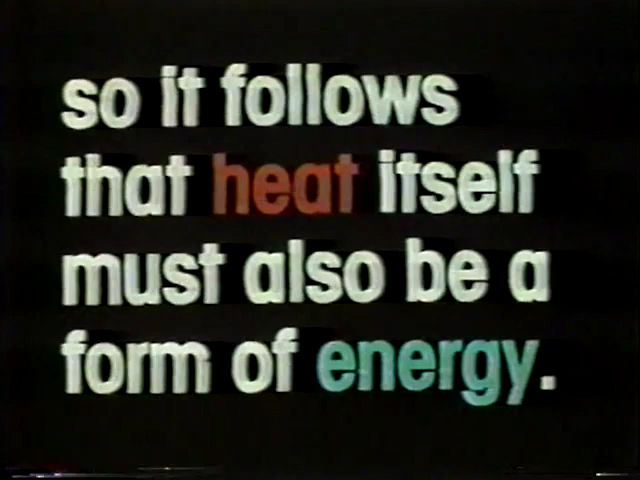 so it follows
that heat itself
must also be a
form of energy.